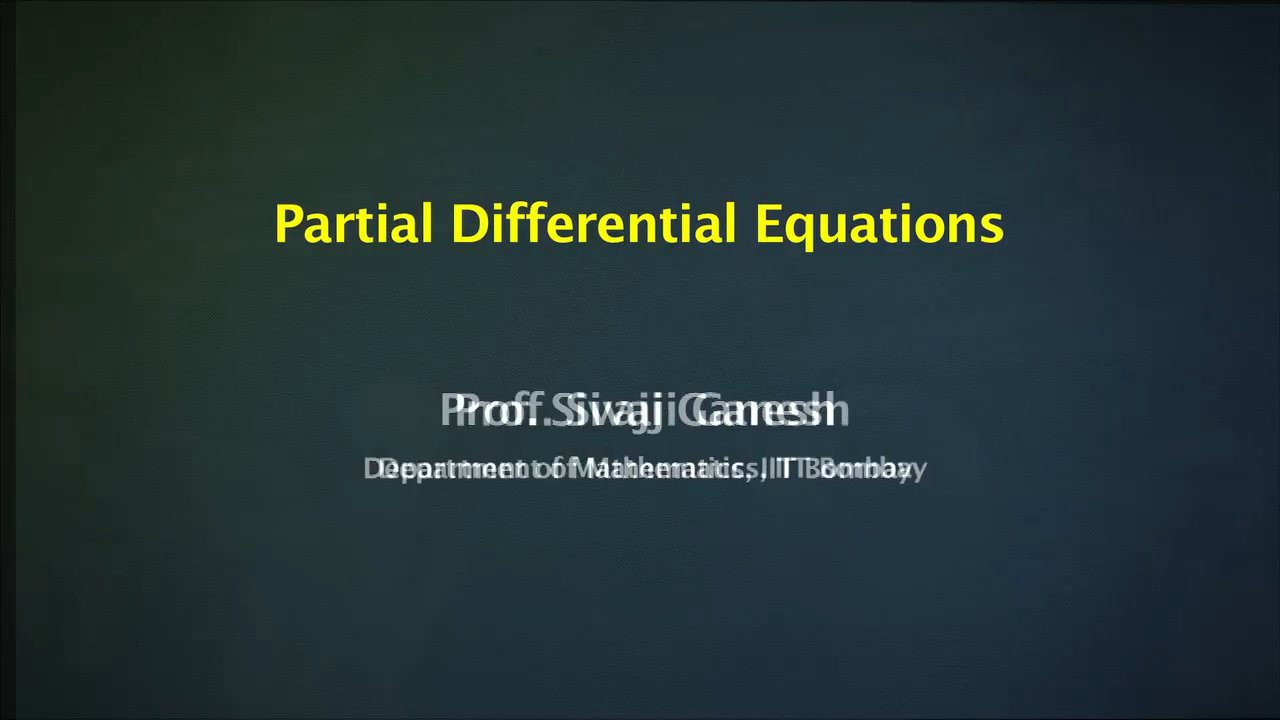 Partial Differential Equations
Prof. Sivaji Ganesh
Department of Mathematics, IIT Bombay